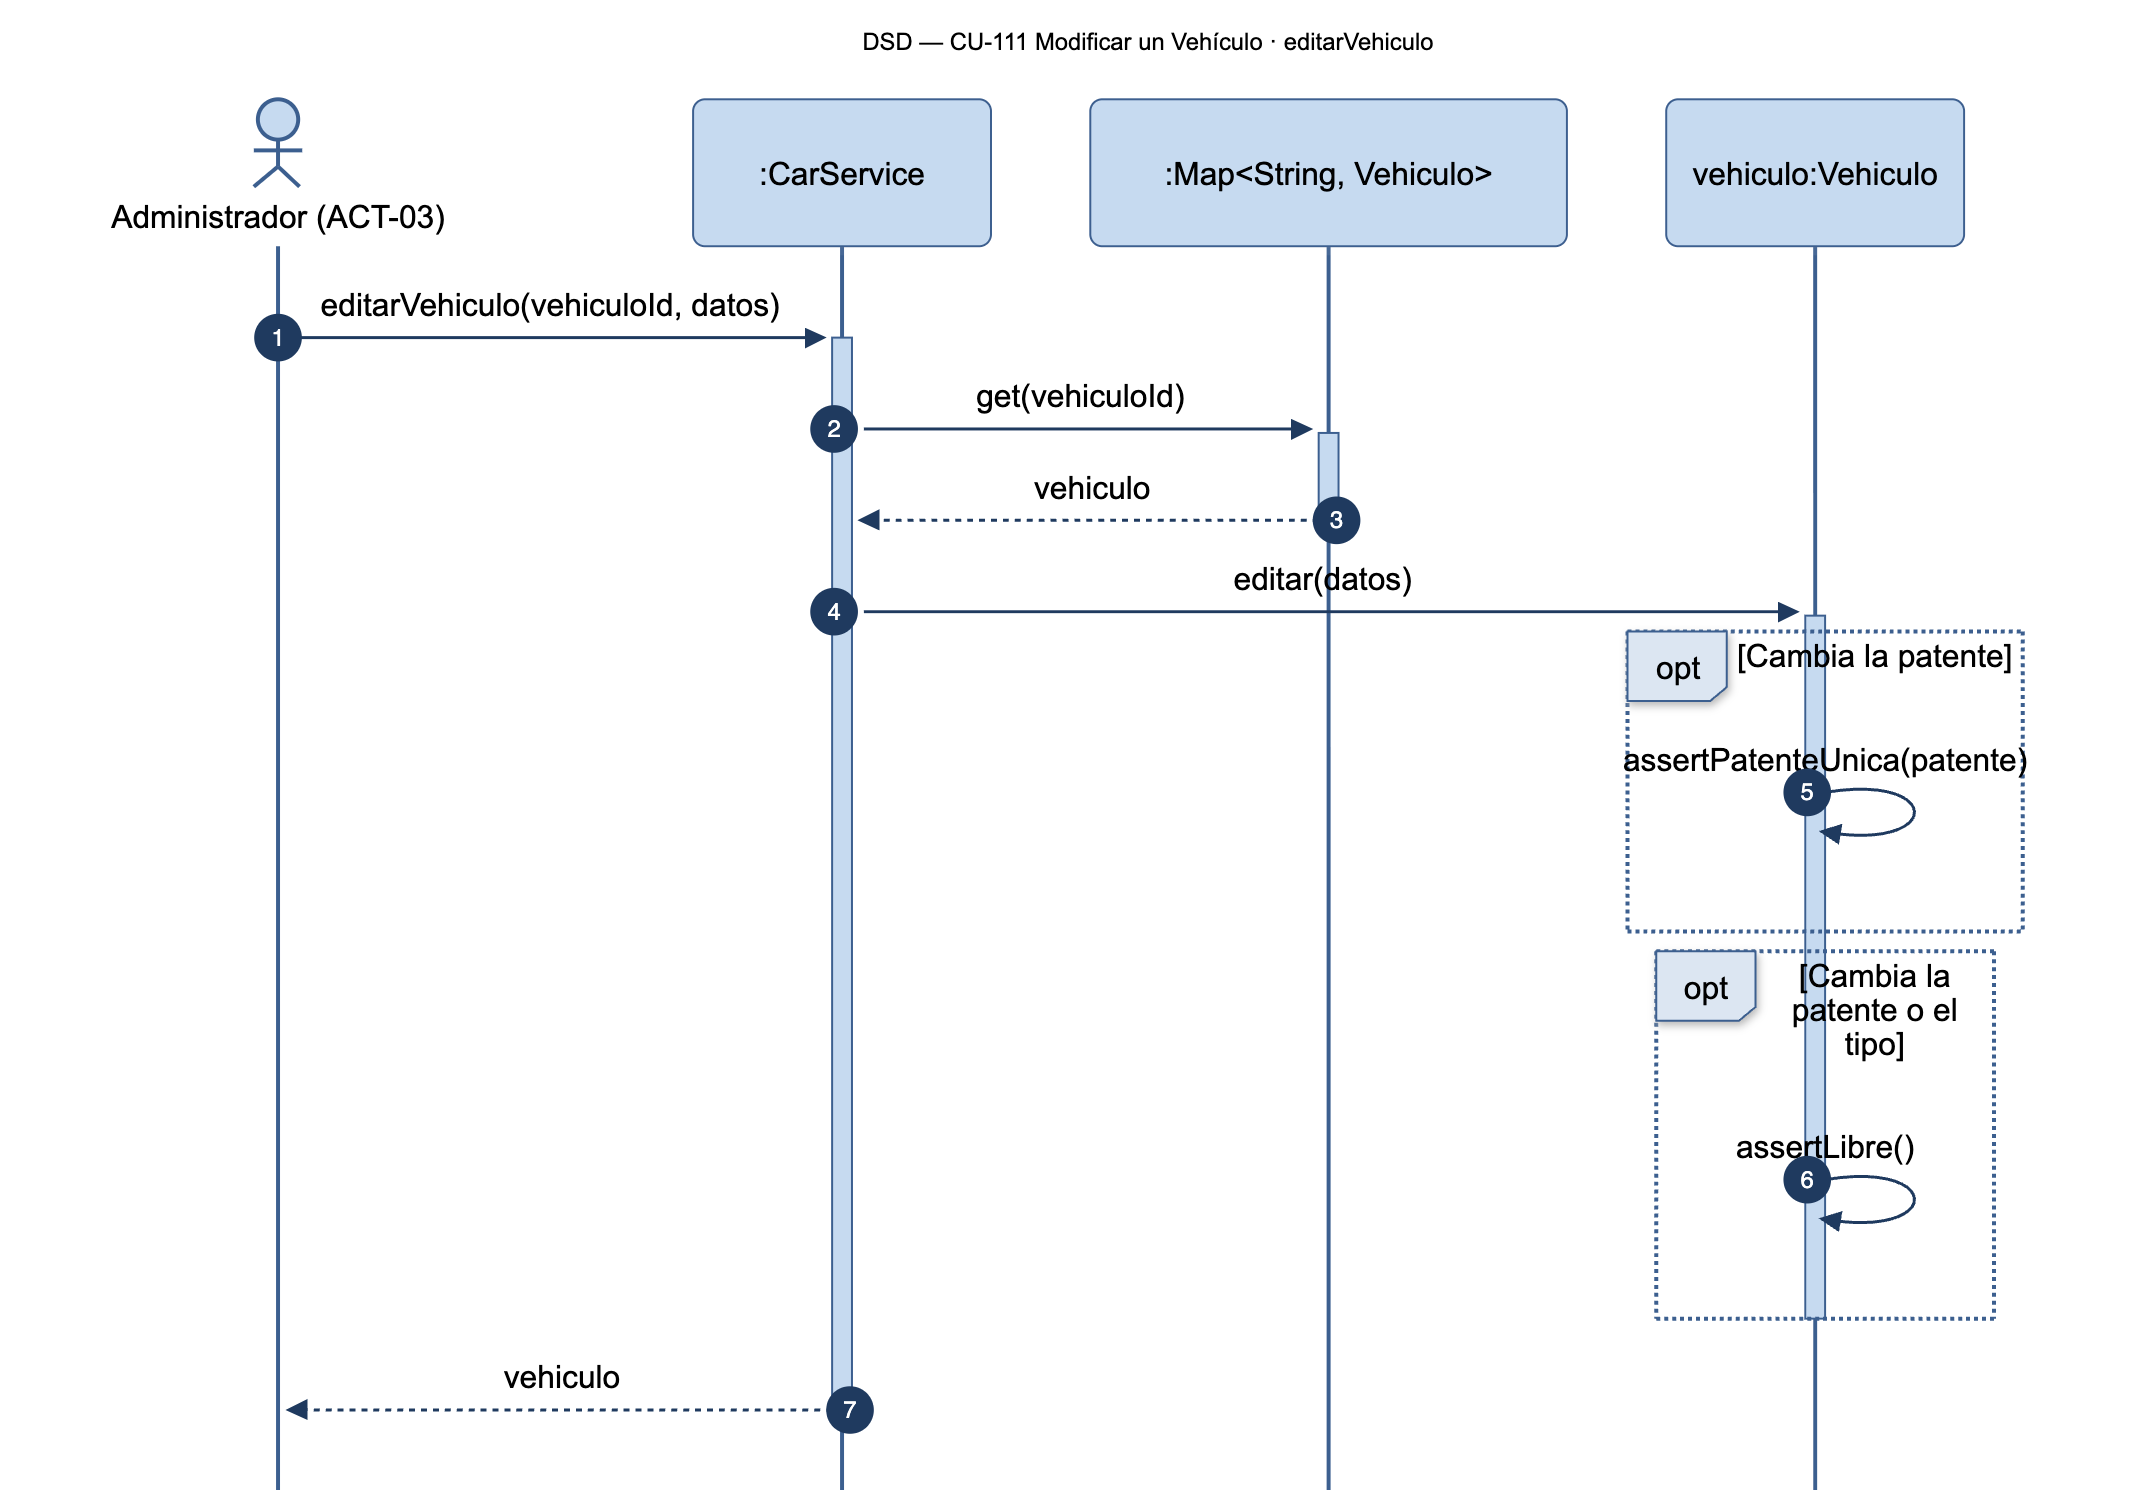 DSD — CU-111 Modificar un Vehículo · editarVehiculo
Administrador (ACT-03)
:CarService
:Map<String, Vehiculo>
vehiculo:Vehiculo
editarVehiculo(vehiculoId, datos)
1
get(vehiculoId)
2
vehiculo
3
editar(datos)
4
opt
[Cambia la patente]
assertPatenteUnica(patente)
5
opt
[Cambia la
patente o el
tipo]
assertLibre()
6
vehiculo
7